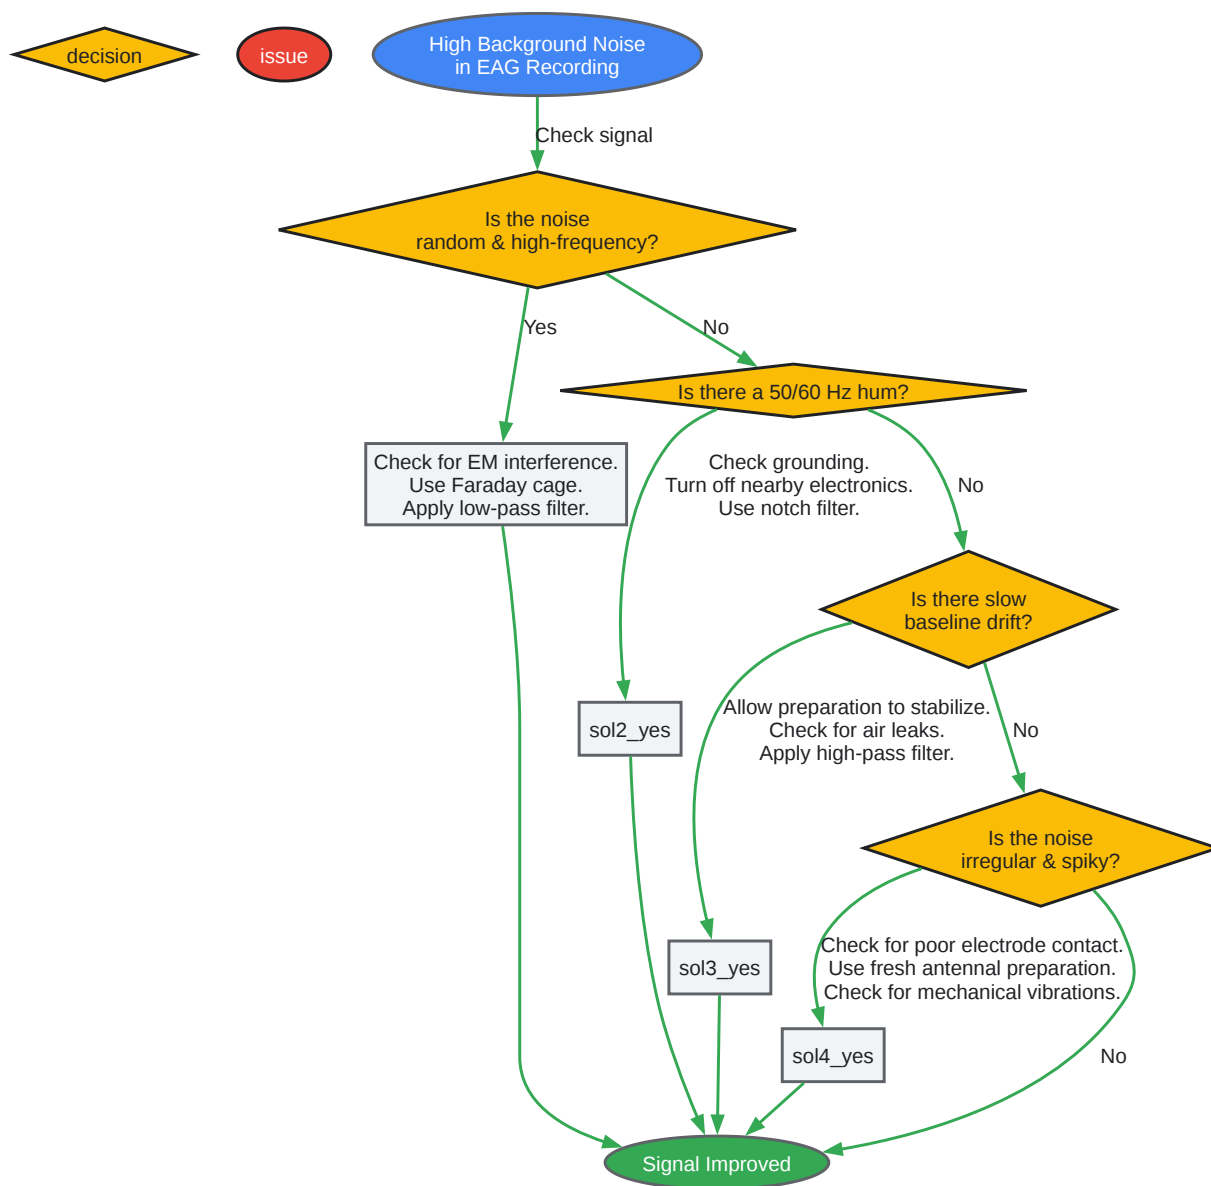 decision
issue
High Background Noise
in EAG Recording
Check signal
Is the noise
random & high-frequency?
Yes
No
Is there a 50/60 Hz hum?
Check for EM interference.
Use Faraday cage.
Apply low-pass filter.
Check grounding.
Turn off nearby electronics.
Use notch filter.
No
Is there slow
baseline drift?
sol2_yes
Allow preparation to stabilize.
Check for air leaks.
Apply high-pass filter.
No
Is the noise
irregular & spiky?
sol3_yes
Check for poor electrode contact.
Use fresh antennal preparation.
Check for mechanical vibrations.
sol4_yes
No
Signal Improved